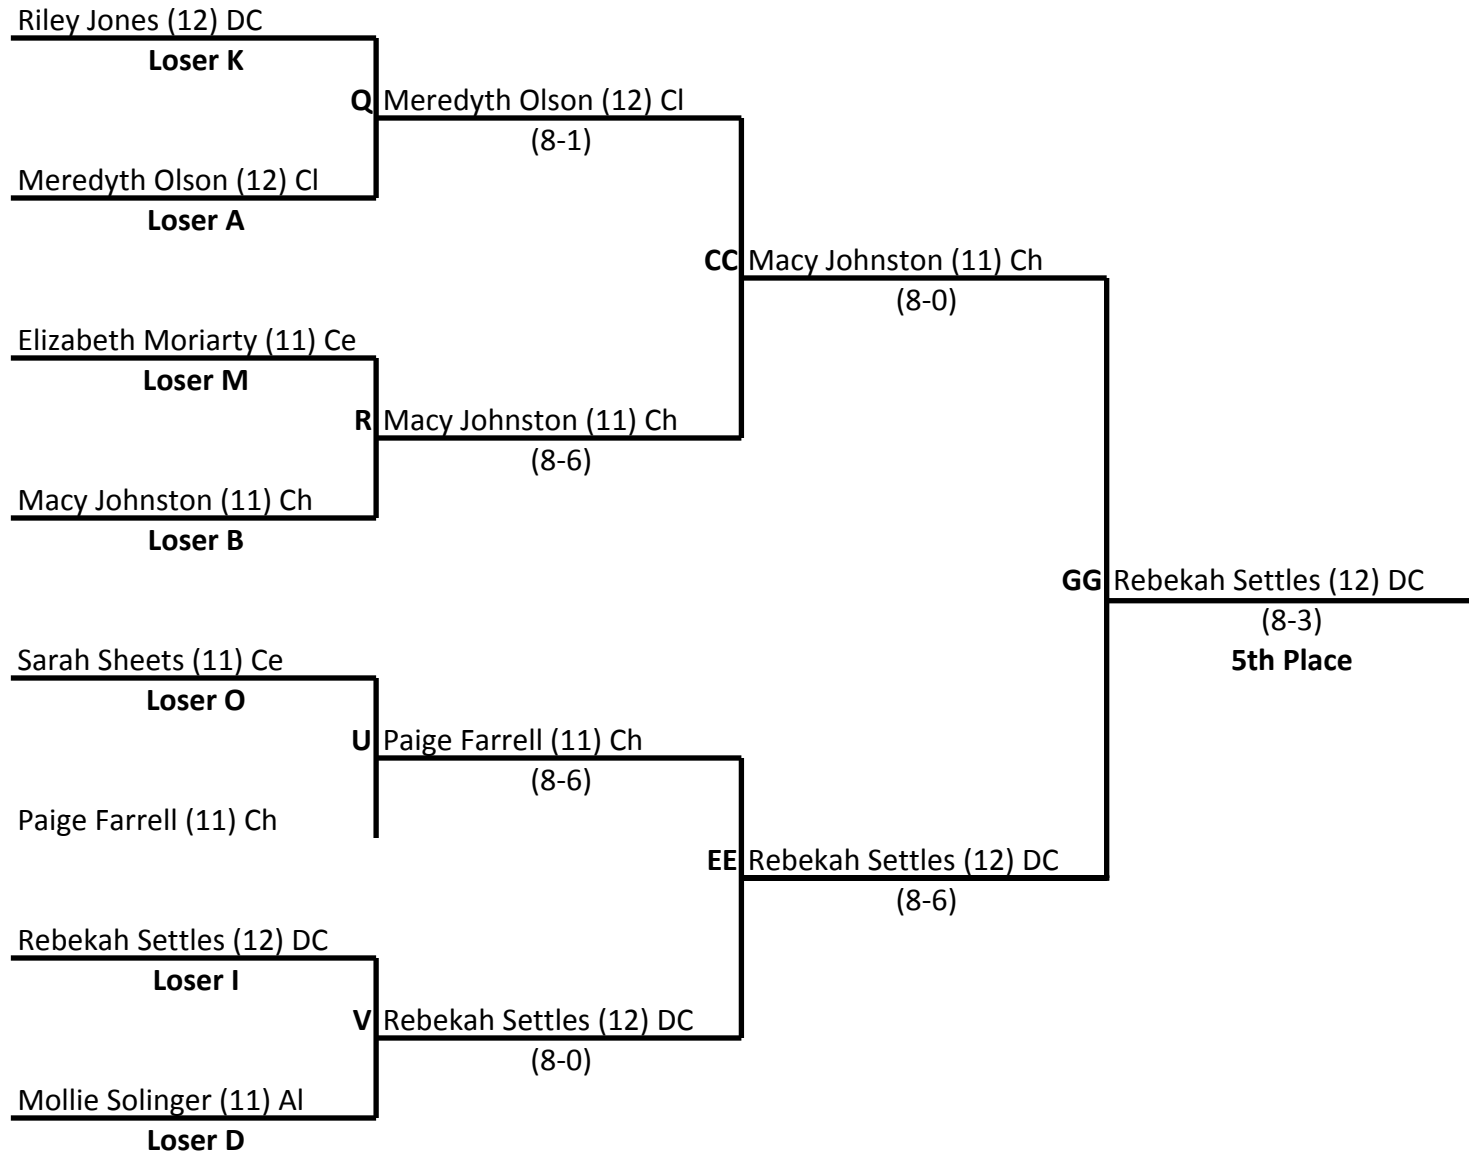 Riley Jones (12) DC
Loser K
Q Meredyth Olson (12) Cl
(8-1)
Meredyth Olson (12) Cl
Loser A
CC Macy Johnston (11) Ch
(8-0)
Elizabeth Moriarty (11) Ce
Loser M
R Macy Johnston (11) Ch
(8-6)
Macy Johnston (11) Ch
Loser B
GG Rebekah Settles (12) DC
(8-3)
5th Place
Sarah Sheets (11) Ce
Loser O
U Paige Farrell (11) Ch
(8-6)
Paige Farrell (11) Ch
EE Rebekah Settles (12) DC
(8-6)
Rebekah Settles (12) DC
Loser I
V Rebekah Settles (12) DC
(8-0)
Mollie Solinger (11) Al
Loser D